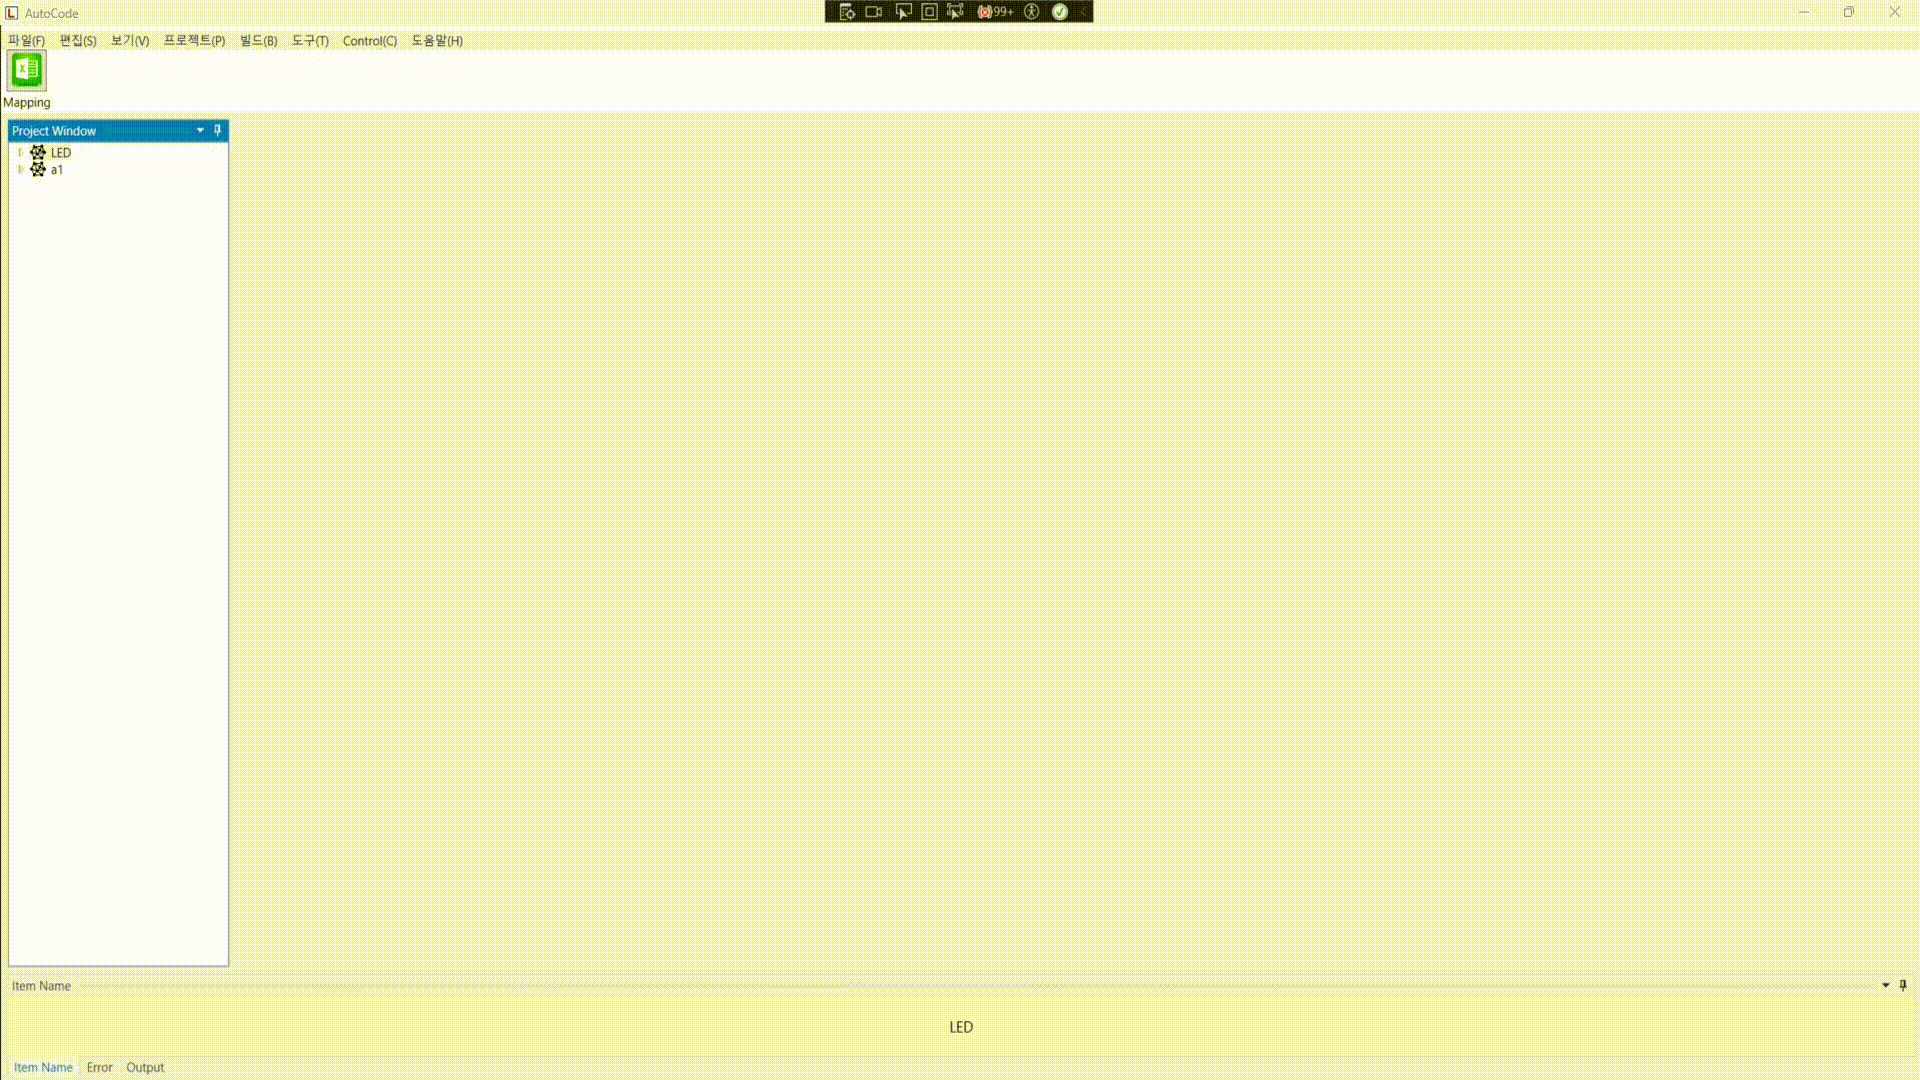 AutoCode
99+
파일(F) 편집(S) 보기(V) 프로젝트(P) 빌드(B) 도구(T) Control(C) 도움말(H)
Mapping
Project Window
LED
a1
Item Name
LED
Item Name Error Output